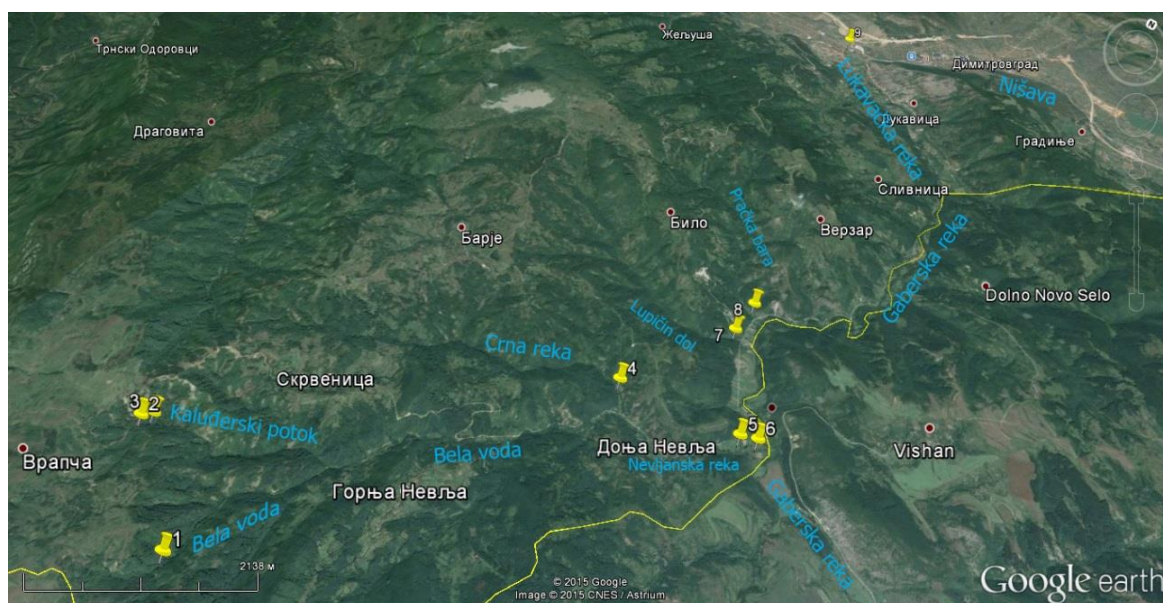 Трнски Одоровци
Жељуша
9
Димитровград
Nišava
Lukavačka reka
Лукавица
Драговита
Градиње
Сливница
Било
Pračka bara
Верзар
Барје
Gaberska reka
Dolno Novo Selo
8
7
Lupičin dol
Crna reka
4
Скрвеница
3
2
Kaluđerski potok
5
6
Врапча
Bela voda
Доња Невља
Vishan
Nevljanska reka
Горња Невља
Gaberska reka
Bela voda
1
2138 м
© 2015 Google
Image © 2015 CNES / Astrium
Google earth